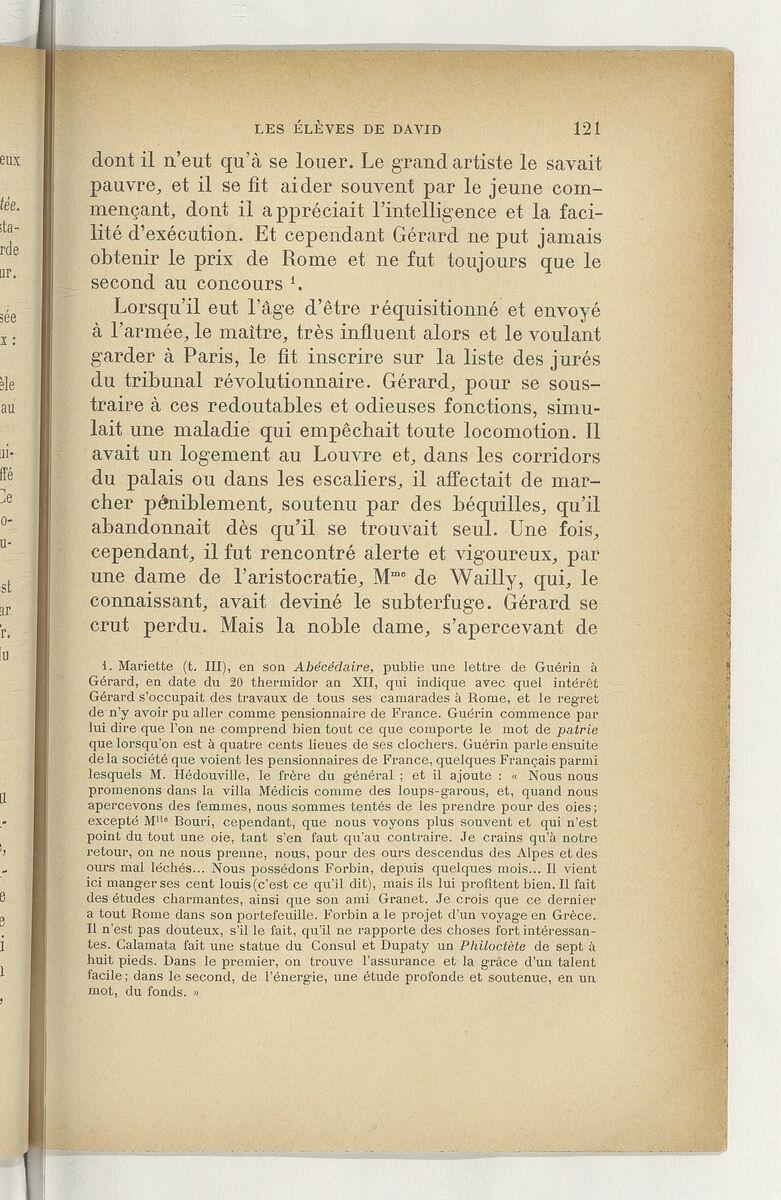 LES ÉLÈVES DE DAVID 121
dont il n'eut qu'à se louer. Le grand artiste le savait
pauvre, et il se fit aider souvent par le jeune com-
mençant, dont il appréciait l'intelligence et la faci-
lité d'exécution. Et cependant Gérard ne put jamais
obtenir le prix de Rome et ne fut toujours que le
second au concours ¹.
Lorsqu'il eut l'âge d'être réquisitionné et envoyé
à l'armée, le maître, très influent alors et le voulant
garder à Paris, le fit inscrire sur la liste des jurés
du tribunal révolutionnaire. Gérard, pour se sous-
traire à ces redoutables et odieuses fonctions, simu-
lait une maladie qui empêchait toute locomotion. Il
avait un logement au Louvre et, dans les corridors
du palais ou dans les escaliers, il affectait de mar-
cher péniblement, soutenu par des béquilles, qu'il
abandonnait dès qu'il se trouvait seul. Une fois,
cependant, il fut rencontré alerte et vigoureux, par
une dame de l'aristocratie, Mᵐᵉ de Wailly, qui, le
connaissant, avait deviné le subterfuge. Gérard se
crut perdu. Mais la noble dame, s'apercevant de
1. Mariette (t. III), en son Abécédaire, publie une lettre de Guérin à
Gérard, en date du 20 thermidor an XII, qui indique avec quel intérêt
Gérard s'occupait des travaux de tous ses camarades à Rome, et le regret
de n'y avoir pu aller comme pensionnaire de France. Guérin commence par
lui dire que l'on ne comprend bien tout ce que comporte le mot de patrie
que lorsqu'on est à quatre cents lieues de ses clochers. Guérin parle ensuite
de la société que voient les pensionnaires de France, quelques Français parmi
lesquels M. Hédouville, le frère du général ; et il ajoute : « Nous nous
promenons dans la villa Médicis comme des loups-garous, et, quand nous
apercevons des femmes, nous sommes tentés de les prendre pour des oies ;
excepté Mˡˡᵉ Bouri, cependant, que nous voyons plus souvent et qui n'est
point du tout une oie, tant s'en faut qu'au contraire. Je crains qu'à notre
retour, on ne nous prenne, nous, pour des ours descendus des Alpes et des
ours mal léchés... Nous possédons Forbin, depuis quelques mois... Il vient
ici manger ses cent louis (c'est ce qu'il dit), mais ils lui profitent bien. Il fait
des études charmantes, ainsi que son ami Granet. Je crois que ce dernier
a tout Rome dans son portefeuille. Forbin a le projet d'un voyage en Grèce.
Il n'est pas douteux, s'il le fait, qu'il ne rapporte des choses fort intéressan-
tes. Calamata fait une statue du Consul et Dupaty un Philoctète de sept à
huit pieds. Dans le premier, on trouve l'assurance et la grâce d'un talent
facile ; dans le second, de l'énergie, une étude profonde et soutenue, en un
mot, du fonds. »